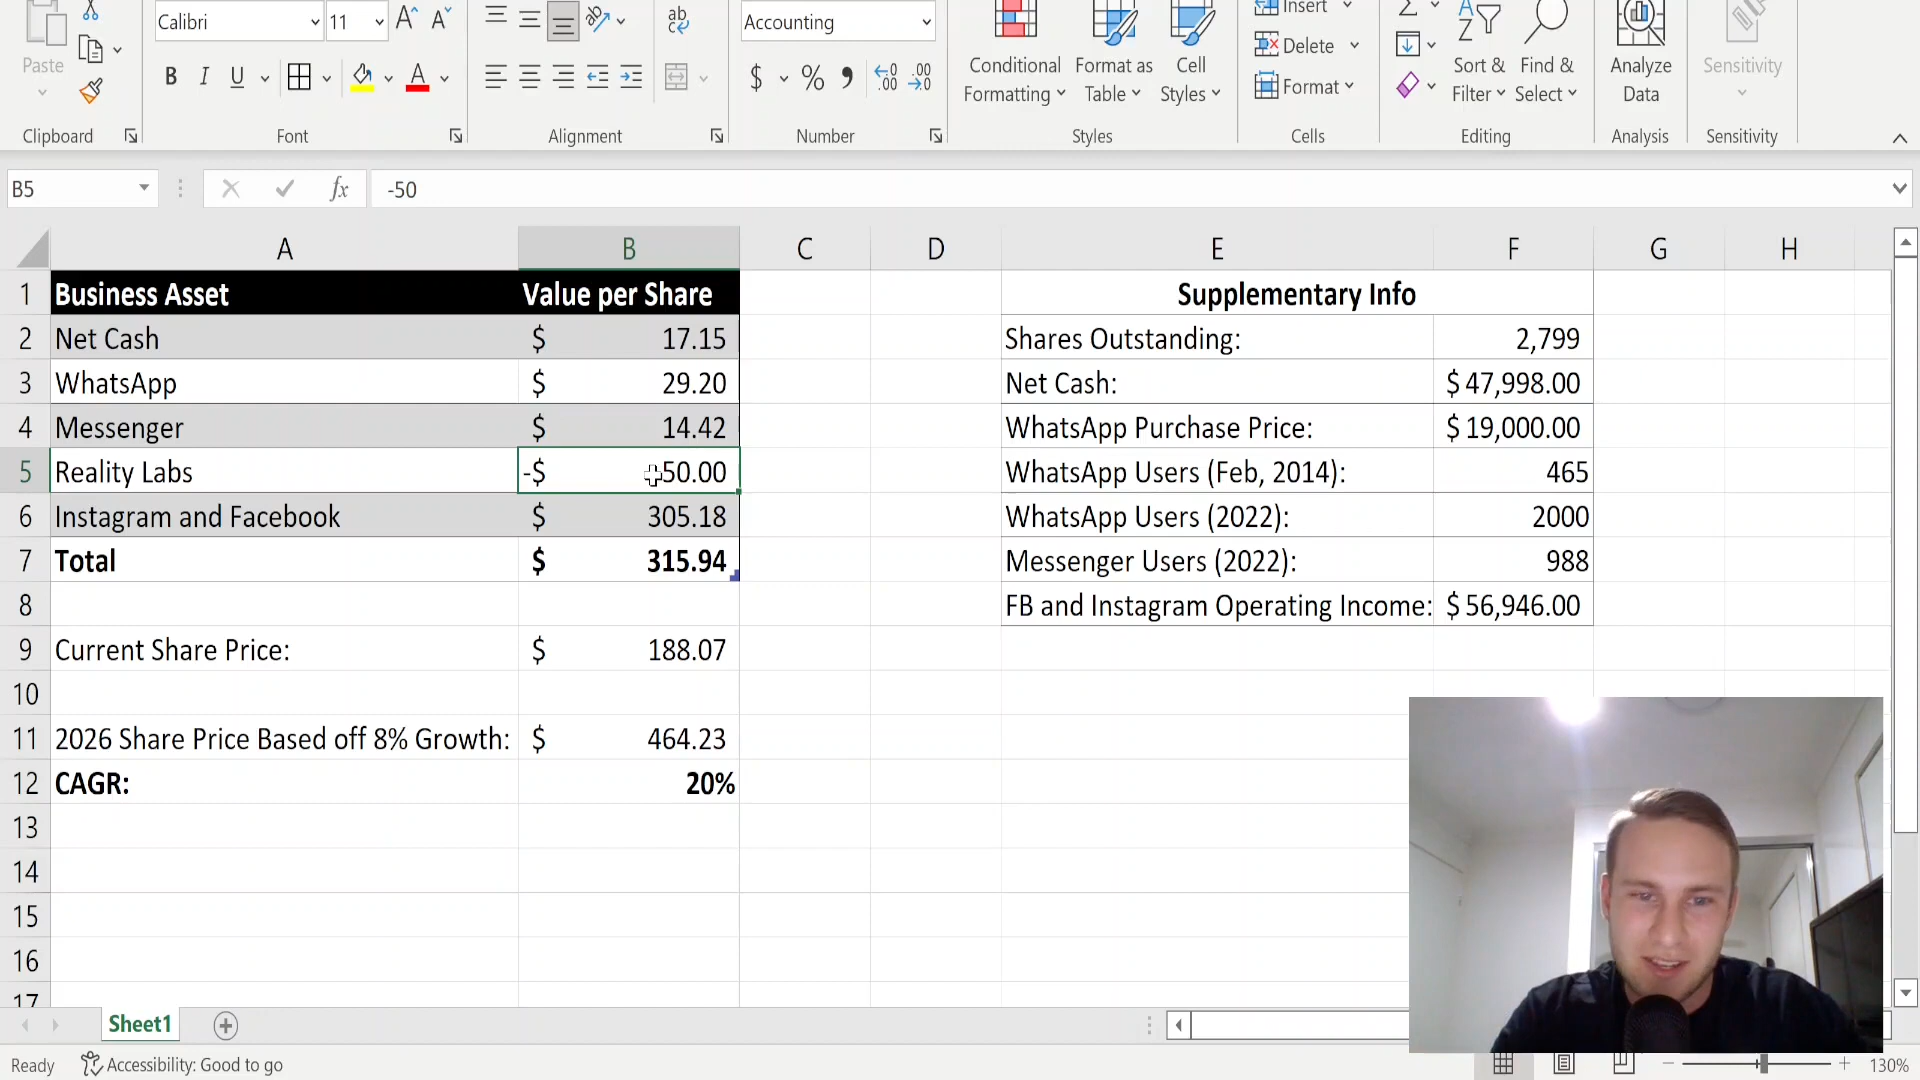 Insert
Calibri 11 Accounting
Paste Conditional Formatting Format as Table Cell Styles Delete Format Sort & Filter Find & Select Analyze Data Sensitivity
B I U A $ %
Clipboard Font Alignment Number Styles Cells Editing Analysis Sensitivity
B5 fx -50
A B C D E F G H
1 Business Asset Value per Share Supplementary Info
2 Net Cash $ 17.15 Shares Outstanding: 2,799
3 WhatsApp $ 29.20 Net Cash: $ 47,998.00
4 Messenger $ 14.42 WhatsApp Purchase Price: $ 19,000.00
5 Reality Labs -$ 50.00 WhatsApp Users (Feb, 2014): 465
6 Instagram and Facebook $ 305.18 WhatsApp Users (2022): 2000
7 Total $ 315.94 Messenger Users (2022): 988
8 FB and Instagram Operating Income: $ 56,946.00
9 Current Share Price: $ 188.07
10
11 2026 Share Price Based off 8% Growth: $ 464.23
12 CAGR: 20%
13
14
15
16
17
Sheet1
Ready Accessibility: Good to go 130%